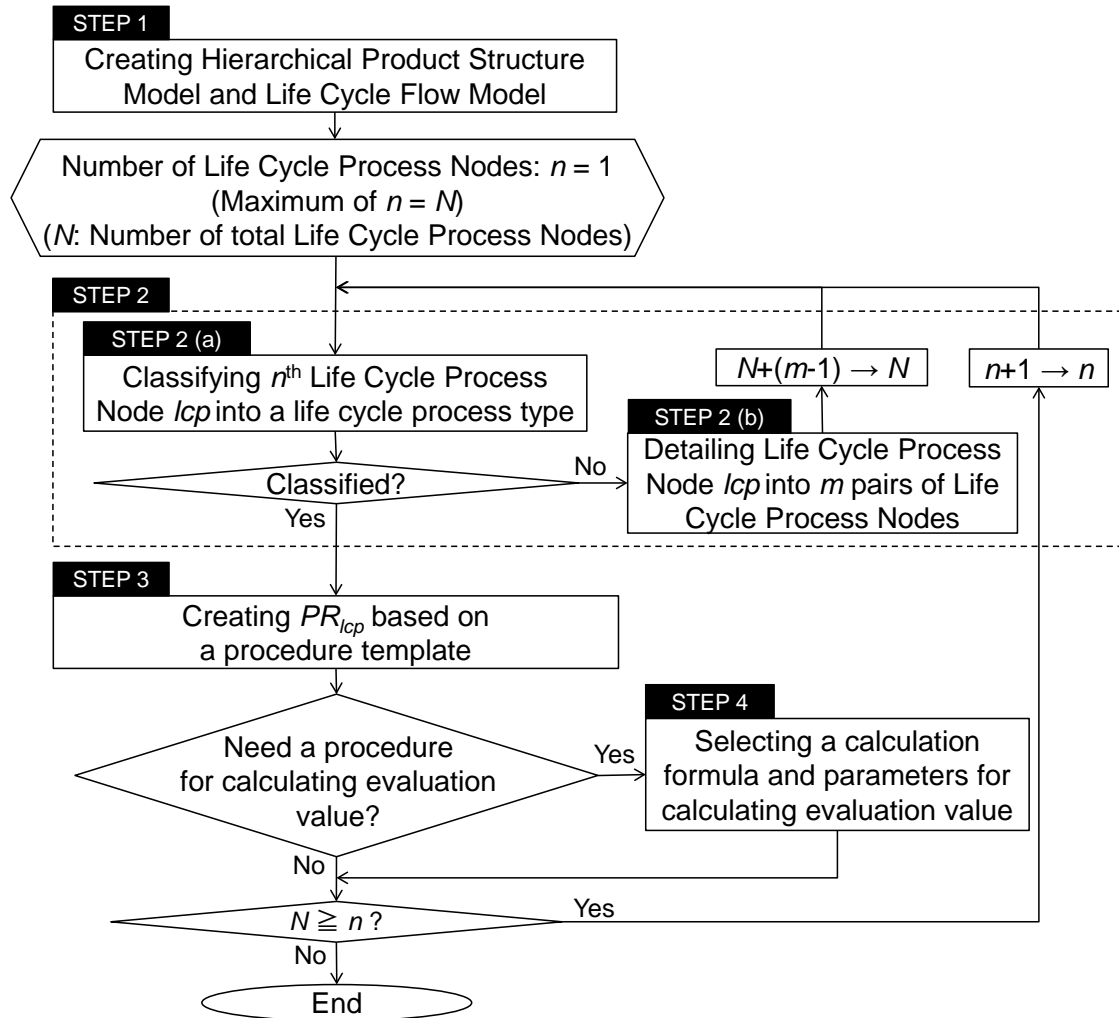 STEP 1
Creating Hierarchical Product Structure
Model and Life Cycle Flow Model
Number of Life Cycle Process Nodes: n = 1
(Maximum of n = N)
(N: Number of total Life Cycle Process Nodes)
STEP 2
STEP 2 (a)
Classifying nth Life Cycle Process
Node lcp into a life cycle process type
Classified?
No
Yes
N+(m-1) → N
n+1 → n
STEP 2 (b)
Detailing Life Cycle Process
Node lcp into m pairs of Life
Cycle Process Nodes
STEP 3
Creating PRlcp based on
a procedure template
Need a procedure
for calculating evaluation
value?
Yes
No
STEP 4
Selecting a calculation
formula and parameters for
calculating evaluation value
N ≧ n ?
Yes
No
End